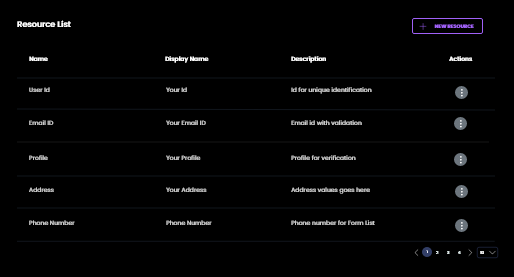 Resource List
+ NEW RESOURCE
Name Display Name Description Actions
User Id Your Id Id for unique identification
Email ID Your Email ID Email id with validation
Profile Your Profile Profile for verification
Address Your Address Address values goes here
Phone Number Phone Number Phone number for Form List
1 2 3 4 10